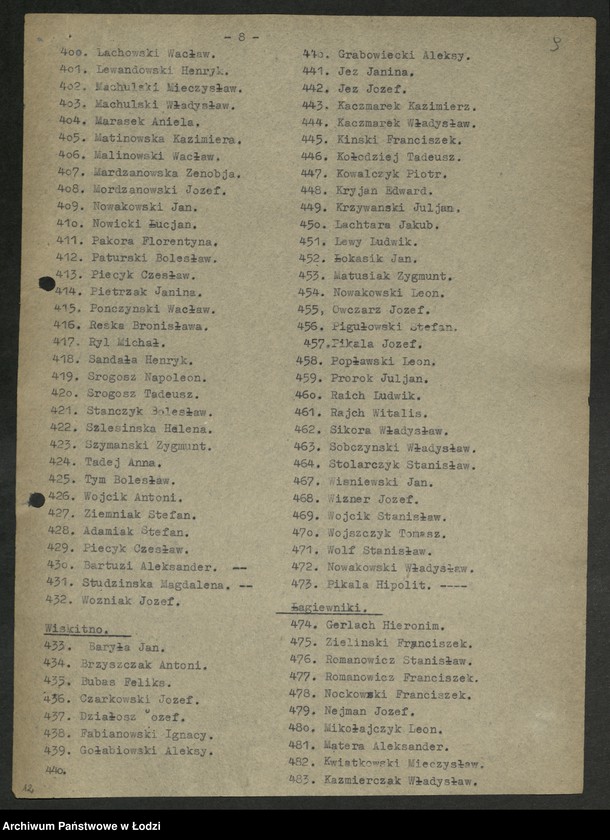 - 8 -
9
400. Lachowski Wacław.
401. Lewandowski Henryk.
402. Machulski Mieczysław.
403. Machulski Władysław.
404. Marasek Aniela.
405. Matinowska Kazimiera.
406. Malinowski Wacław.
407. Mardzanowska Zenobja.
408. Mordzanowski Jozef.
409. Nowakowski Jan.
410. Nowicki Łucjan.
411. Pakora Florentyna.
412. Paturski Bolesław.
413. Piecyk Czesław.
414. Pietrzak Janina.
415. Ponczynski Wacław.
416. Reska Bronisława.
417. Ryl Michał.
418. Sandała Henryk.
419. Srogosz Napoleon.
420. Srogosz Tadeusz.
421. Stanczyk Bolesław.
422. Szlesinska Helena.
423. Szymanski Zygmunt.
424. Tadej Anna.
425. Tym Bolesław.
426. Wojcik Antoni.
427. Ziemniak Stefan.
428. Adamiak Stefan.
429. Piecyk Czesław.
430. Bartuzi Aleksander. --
431. Studzinska Magdalena. --
432. Wozniak Jozef.
Wiskitno.
433. Baryła Jan.
434. Brzyszczak Antoni.
435. Bubas Feliks.
436. Czarkowski Jozef.
437. Działosz Jozef.
438. Fabianowski Ignacy.
439. Gołabiowski Aleksy.
440.
12
440. Grabowiecki Aleksy.
441. Jez Janina.
442. Jez Jozef.
443. Kaczmarek Kazimierz.
444. Kaczmarek Władysław.
445. Kinski Franciszek.
446. Kołodziej Tadeusz.
447. Kowalczyk Piotr.
448. Kryjan Edward.
449. Krzywanski Juljan.
450. Lachtara Jakub.
451. Lewy Ludwik.
452. Łokasik Jan.
453. Matusiak Zygmunt.
454. Nowakowski Leon.
455. Owczarz Jozef.
456. Pigułowski Stefan.
457. Pikzla Jozef.
458. Popławski Leon.
459. Prorok Juljan.
460. Raich Ludwik.
461. Rajch Witalis.
462. Sikora Władysław.
463. Sobczynski Władysław.
464. Stolarczyk Stanisław.
467. Wisniewski Jan.
468. Wizner Jozef.
469. Wojcik Stanisław.
470. Wojszczyk Tomasz.
471. Wolf Stanisław.
472. Nowakowski Władysław.
473. Pikala Hipolit. ----
Łagiewniki.
474. Gerlach Hieronim.
475. Zielinski Franciszek.
476. Romanowicz Stanisław.
477. Romanowicz Franciszek.
478. Nockowski Franciszek.
479. Nejman Jozef.
480. Mikołajczyk Leon.
481. Matera Aleksander.
482. Kwiatkowski Mieczysław.
483. Kazmierczak Władysław.
Archiwum Państwowe w Łodzi